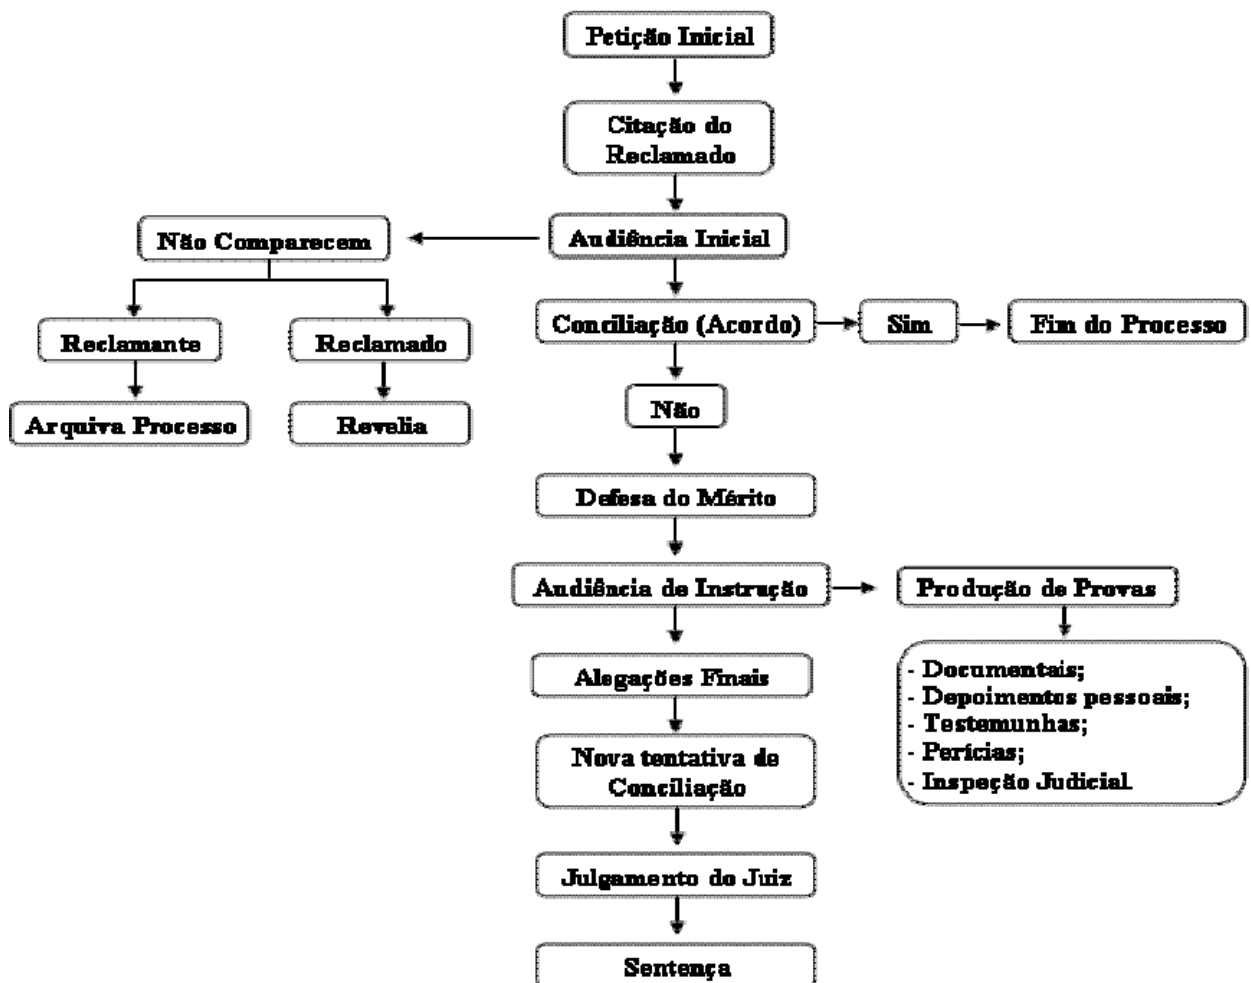 Petição Inicial
Citação do
Reclamado
Não Comparecem
Audiência Inicial
Reclamante
Reclamado
Conciliação (Acordo)
Sim
Fim do Processo
Arquiva Processo
Revelia
Não
Defesa do Mérito
Audiência de Instrução
Produção de Provas
Alegações Finais
- Documentais;
- Depoimentos pessoais;
- Testemunhas;
- Perícias;
- Inspeção Judicial.
Nova tentativa de
Conciliação
Julgamento do Juiz
Sentença